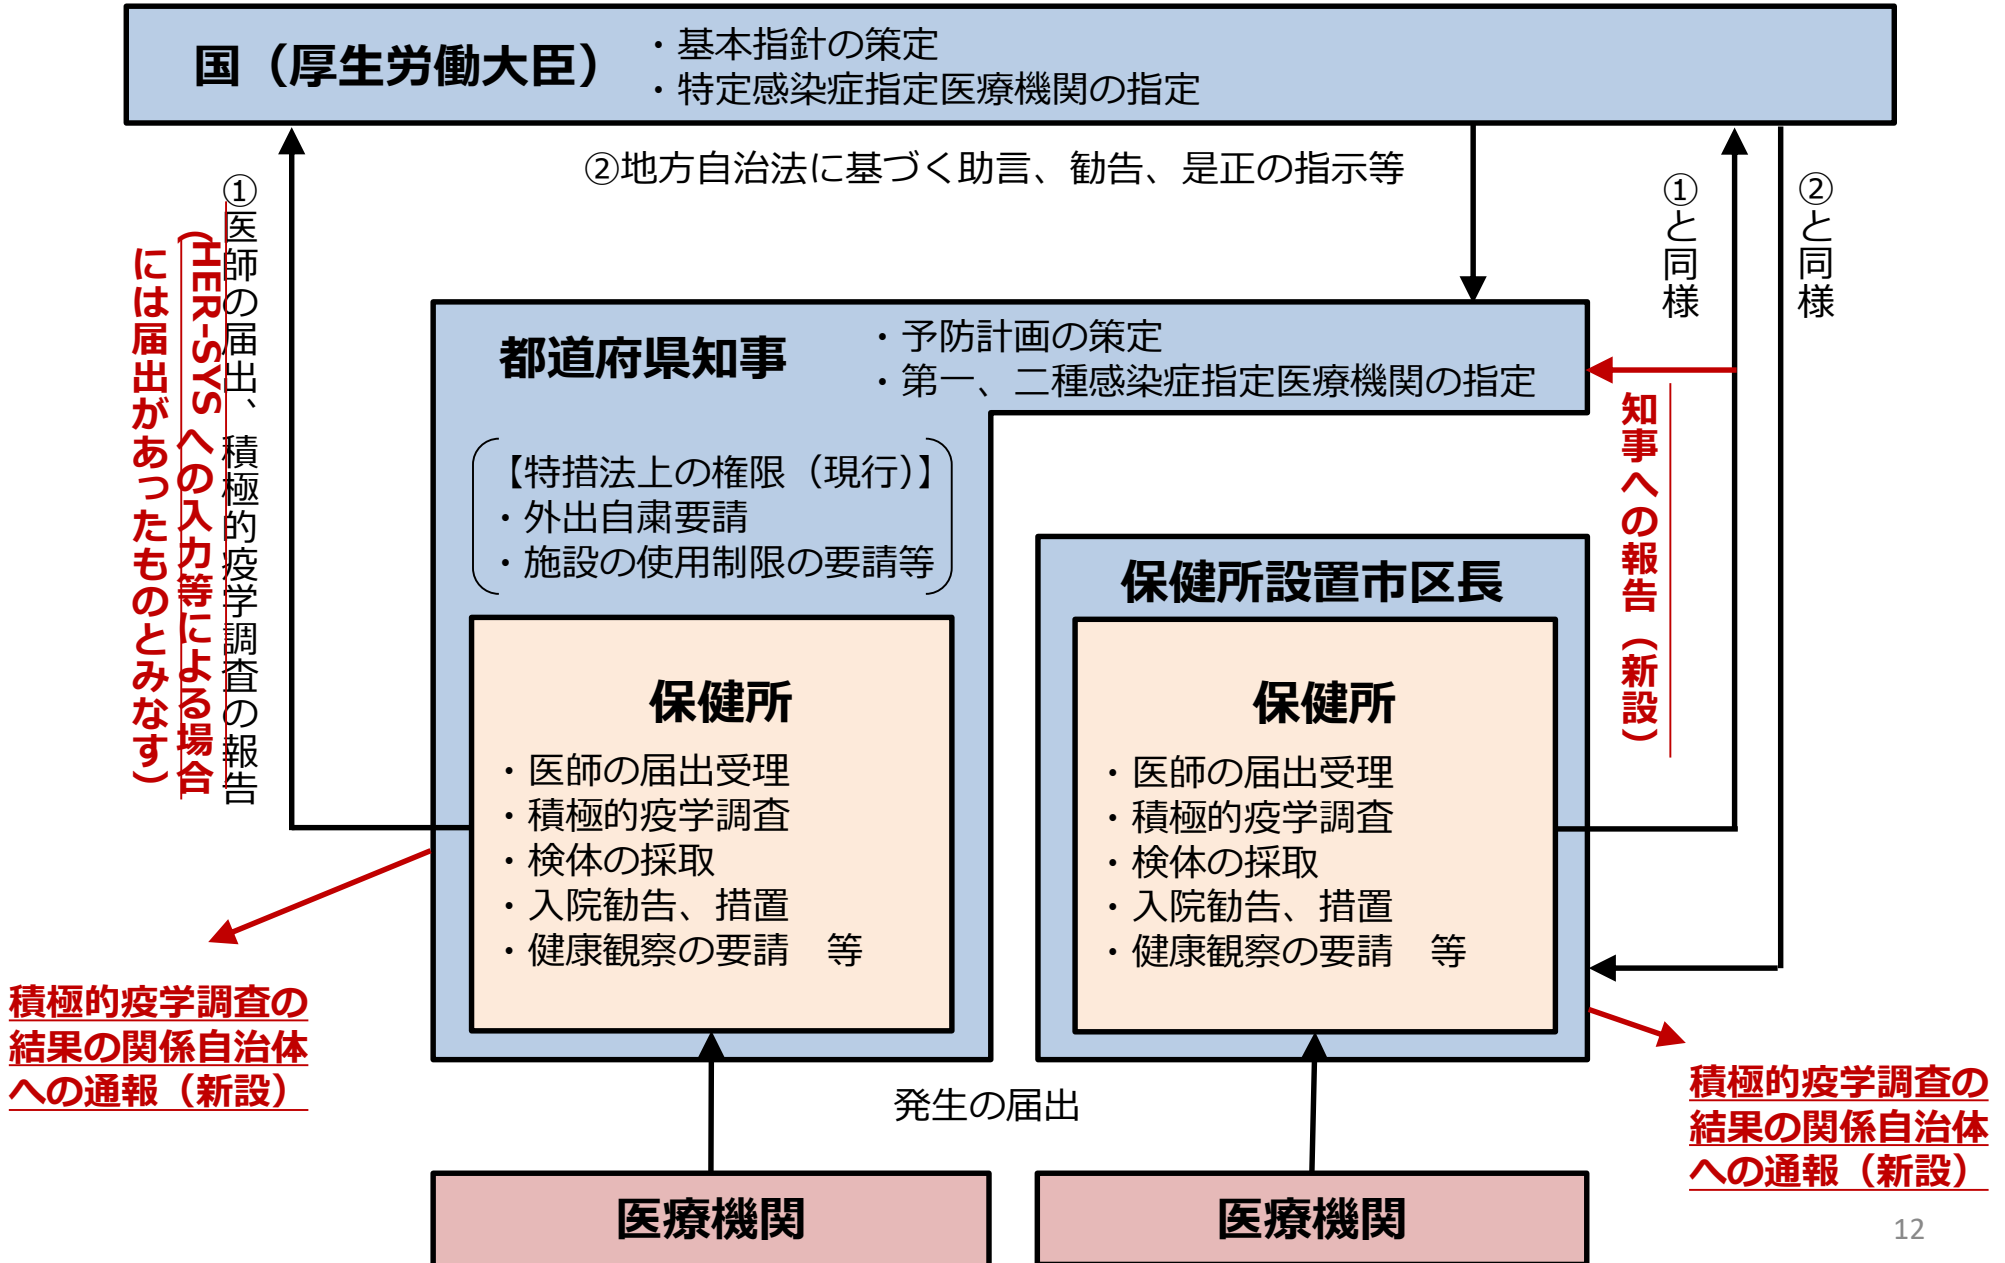 国（厚生労働大臣）
・基本指針の策定
・特定感染症指定医療機関の指定
②地方自治法に基づく助言、勧告、是正の指示等
①医師の届出、積極的疫学調査の報告
（HER-SYS への入力等による場合
には届出があったものとみなす）
①と同様
②と同様
都道府県知事
・予防計画の策定
・第一、二種感染症指定医療機関の指定
【特措法上の権限（現行）】
・外出自粛要請
・施設の使用制限の要請等
知事への報告（新設）
保健所設置市区長
保健所
・医師の届出受理
・積極的疫学調査
・検体の採取
・入院勧告、措置
・健康観察の要請　等
保健所
・医師の届出受理
・積極的疫学調査
・検体の採取
・入院勧告、措置
・健康観察の要請　等
積極的疫学調査の
結果の関係自治体
への通報（新設）
積極的疫学調査の
結果の関係自治体
への通報（新設）
発生の届出
医療機関
医療機関
12